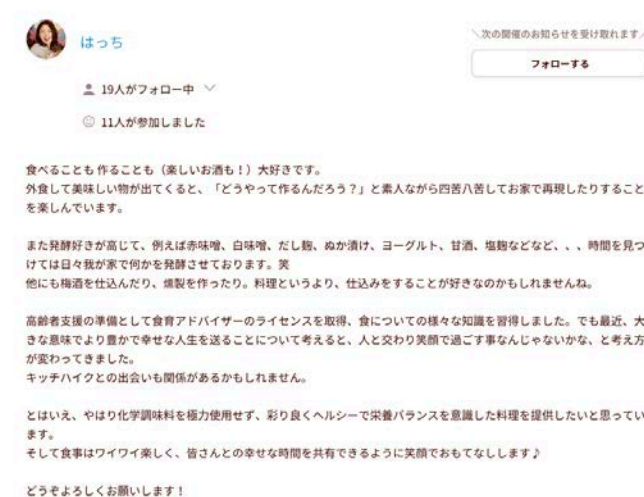 はっち
＼次の開催のお知らせを受け取れます／
フォローする
19人がフォロー中
11人が参加しました
食べることも 作ることも（楽しいお酒も！）大好きです。
外食して美味しい物が出てくると、「どうやって作るんだろう？」と素人ながら四苦八苦してお家で再現したりすること
を楽しんでいます。
また発酵好きが高じて、例えば赤味噌、白味噌、だし麹、ぬか漬け、ヨーグルト、甘酒、塩麹などなど、、、時間を見つ
けては日々我が家で何かを発酵させております。笑
他にも梅酒を仕込んだり、燻製を作ったり。料理というより、仕込みをすることが好きなのかもしれませんね。
高齢者支援の準備として食育アドバイザーのライセンスを取得、食についての様々な知識を習得しました。でも最近、大
きな意味でより豊かで幸せな人生を送ることについて考えると、人と交わり笑顔で過ごす事なんじゃないかな、と考え方
が変わってきました。
キッチハイクとの出会いも関係があるかもしれません。
とはいえ、やはり化学調味料を極力使用せず、彩り良くヘルシーで栄養バランスを意識した料理を提供したいと思ってい
ます。
そして食事はワイワイ楽しく、皆さんとの幸せな時間を共有できるように笑顔でおもてなしします♪
どうぞよろしくお願いします！